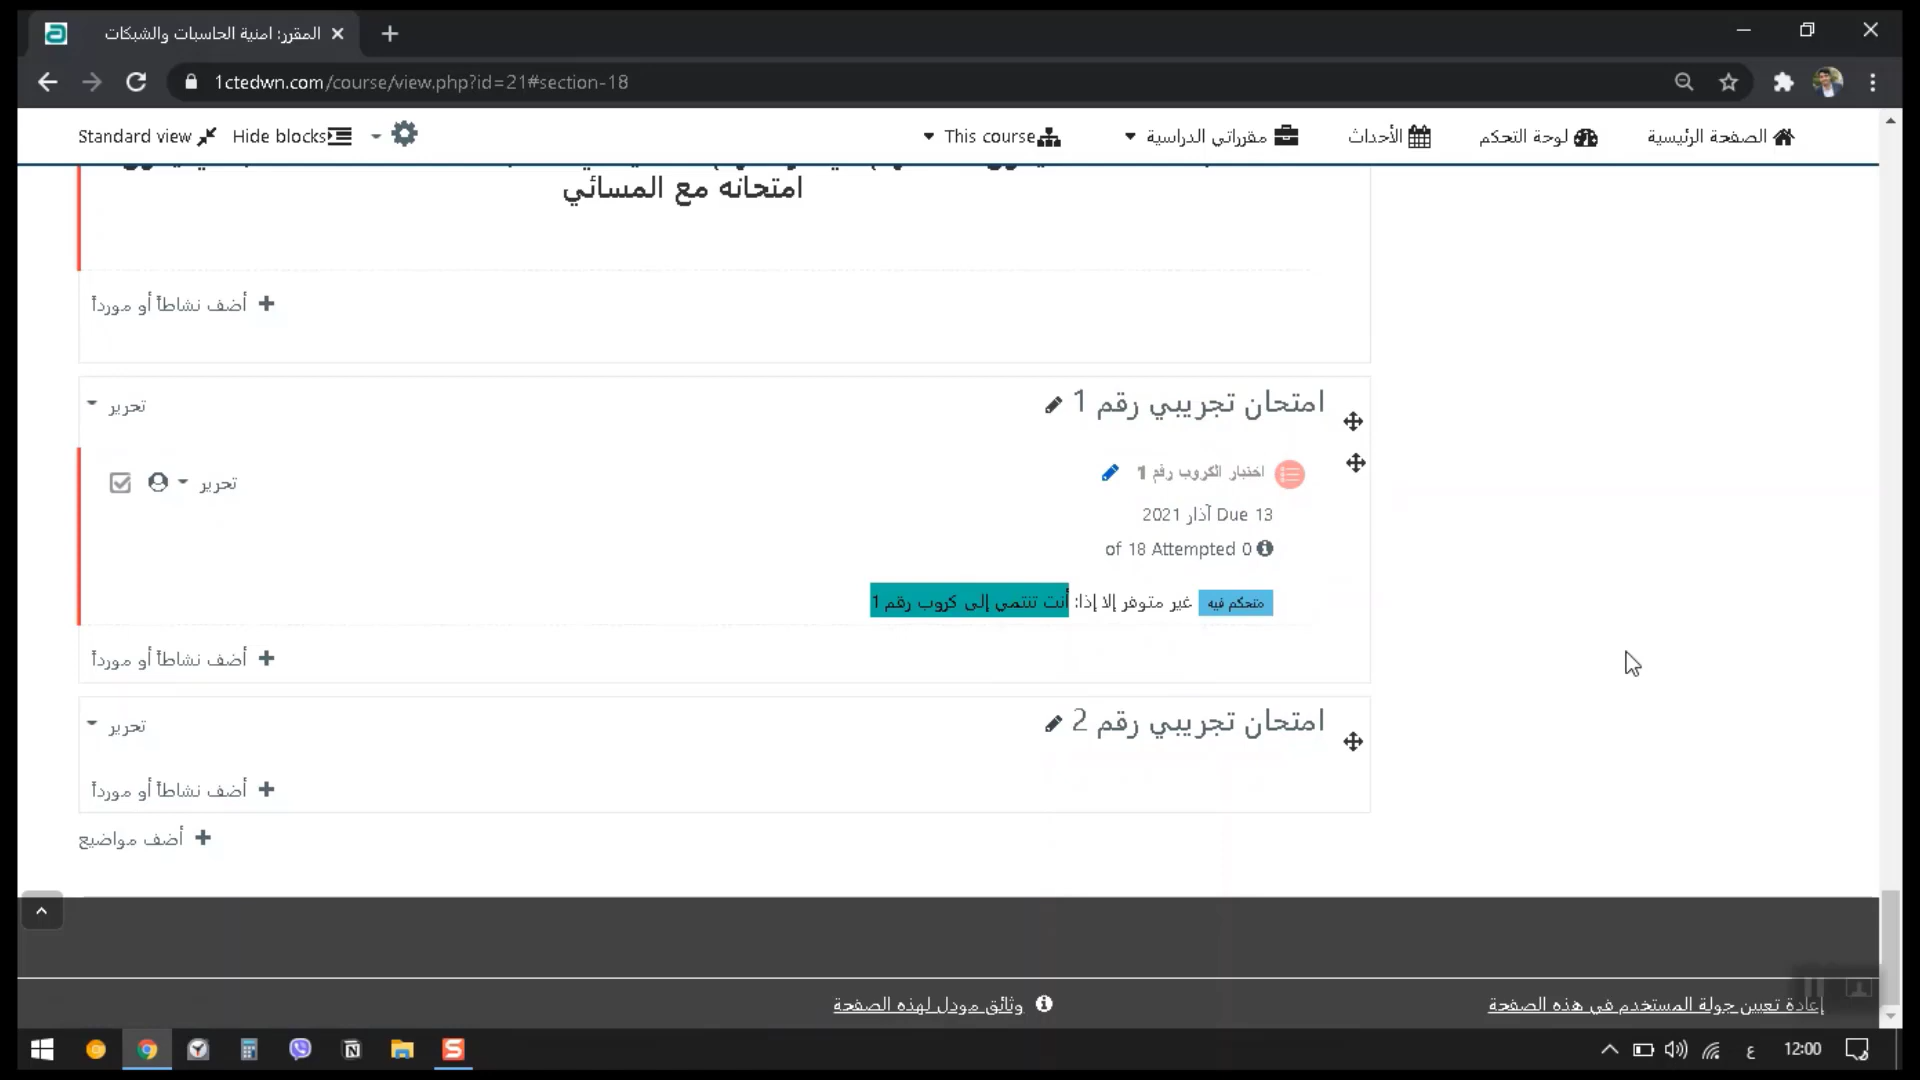 المقرر: امنية الحاسبات والشبكات
1ctedwn.com/course/view.php?id=21#section-18
Standard view
Hide blocks
This course
مقرراتي الدراسية
الأحداث
لوحة التحكم
الصفحة الرئيسية
امتحانه مع المسائي
أضف نشاطاً أو مورداً
امتحان تجريبي رقم 1
تحرير
اختبار الكروب رقم 1
تحرير
Due 13 آذار 2021
0 of 18 Attempted
متحكم فيه
غير متوفر إلا إذا: أنت تنتمي إلى كروب رقم 1
أضف نشاطاً أو مورداً
امتحان تجريبي رقم 2
تحرير
أضف نشاطاً أو مورداً
أضف مواضيع
وثائق مودل لهذه الصفحة
إعادة تعيين جولة المستخدم في هذه الصفحة
ع
12:00